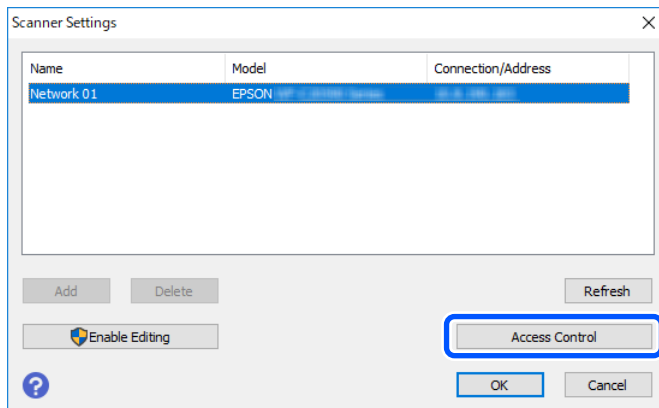 Scanner Settings
Name Model Connection/Address
Network 01 EPSON
Add Delete Refresh
Enable Editing Access Control
? OK Cancel